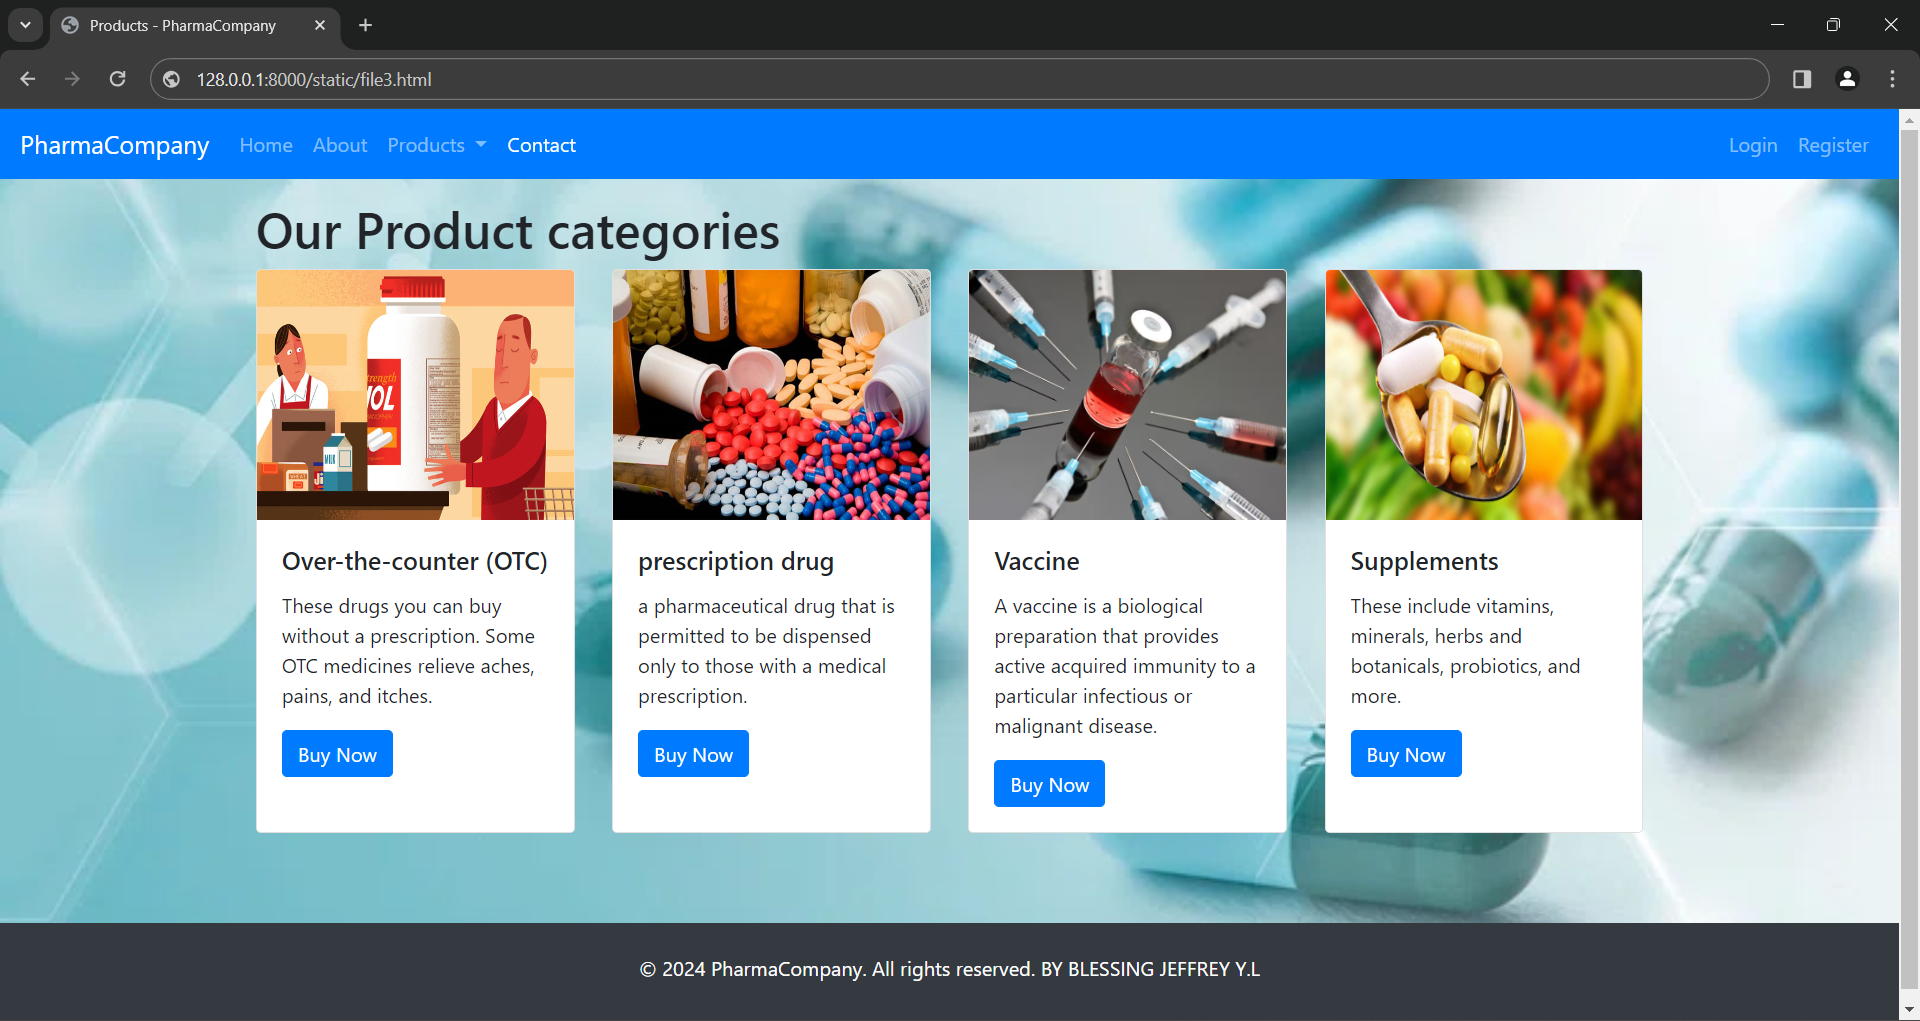 Products - PharmaCompany
128.0.0.1:8000/static/file3.html
PharmaCompany Home About Products Contact Login Register
Our Product categories
trength
OL
MILK
Over-the-counter (OTC)
These drugs you can buy
without a prescription. Some
OTC medicines relieve aches,
pains, and itches.
Buy Now
prescription drug
a pharmaceutical drug that is
permitted to be dispensed
only to those with a medical
prescription.
Buy Now
Vaccine
A vaccine is a biological
preparation that provides
active acquired immunity to a
particular infectious or
malignant disease.
Buy Now
Supplements
These include vitamins,
minerals, herbs and
botanicals, probiotics, and
more.
Buy Now
© 2024 PharmaCompany. All rights reserved. BY BLESSING JEFFREY Y.L